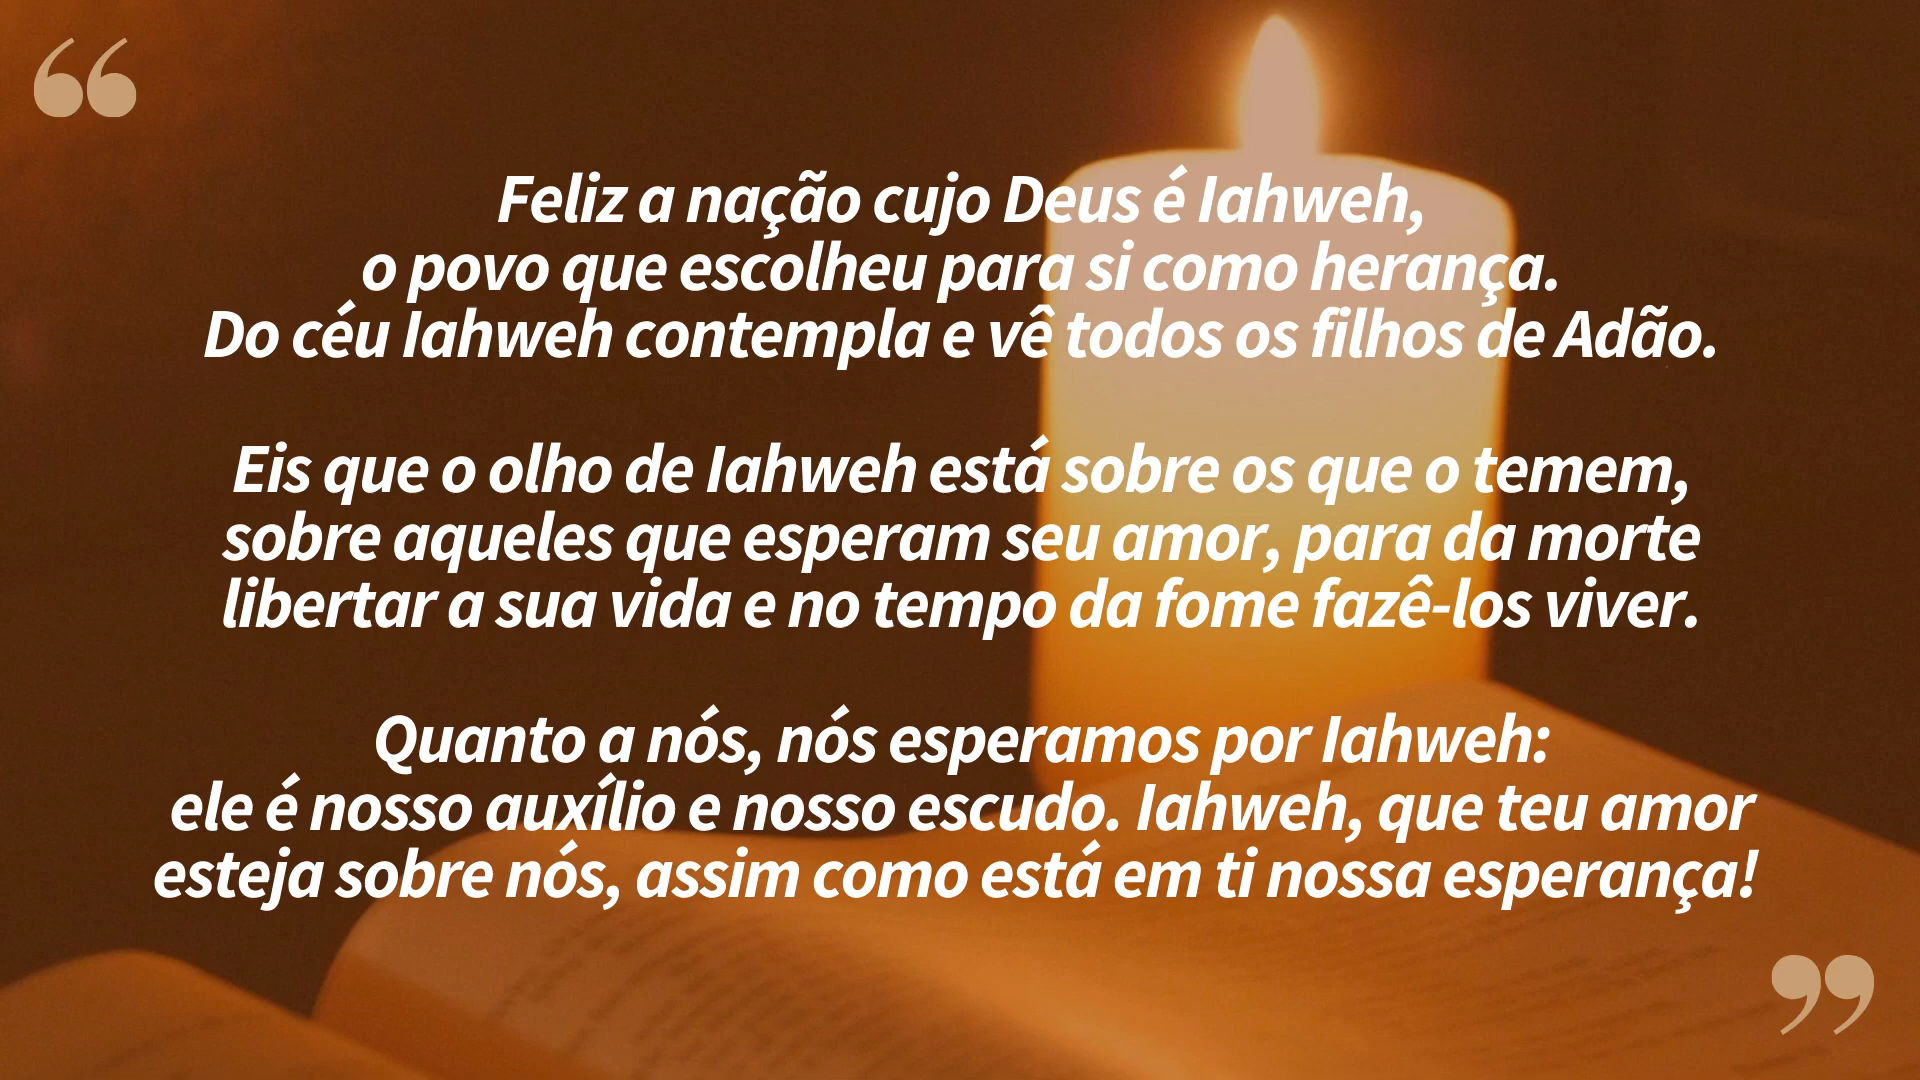 “
Feliz a nação cujo Deus é Iahweh,
o povo que escolheu para si como herança.
Do céu Iahweh contempla e vê todos os filhos de Adão.
Eis que o olho de Iahweh está sobre os que o temem,
sobre aqueles que esperam seu amor, para da morte
libertar a sua vida e no tempo da fome fazê-los viver.
Quanto a nós, nós esperamos por Iahweh:
ele é nosso auxílio e nosso escudo. Iahweh, que teu amor
esteja sobre nós, assim como está em ti nossa esperança!
”